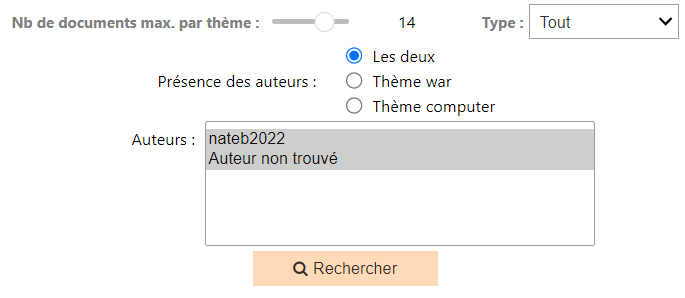 Nb de documents max. par thème : 14 Type : Tout
Les deux
Présence des auteurs : Thème war
Thème computer
Auteurs : nateb2022
Auteur non trouvé
Rechercher